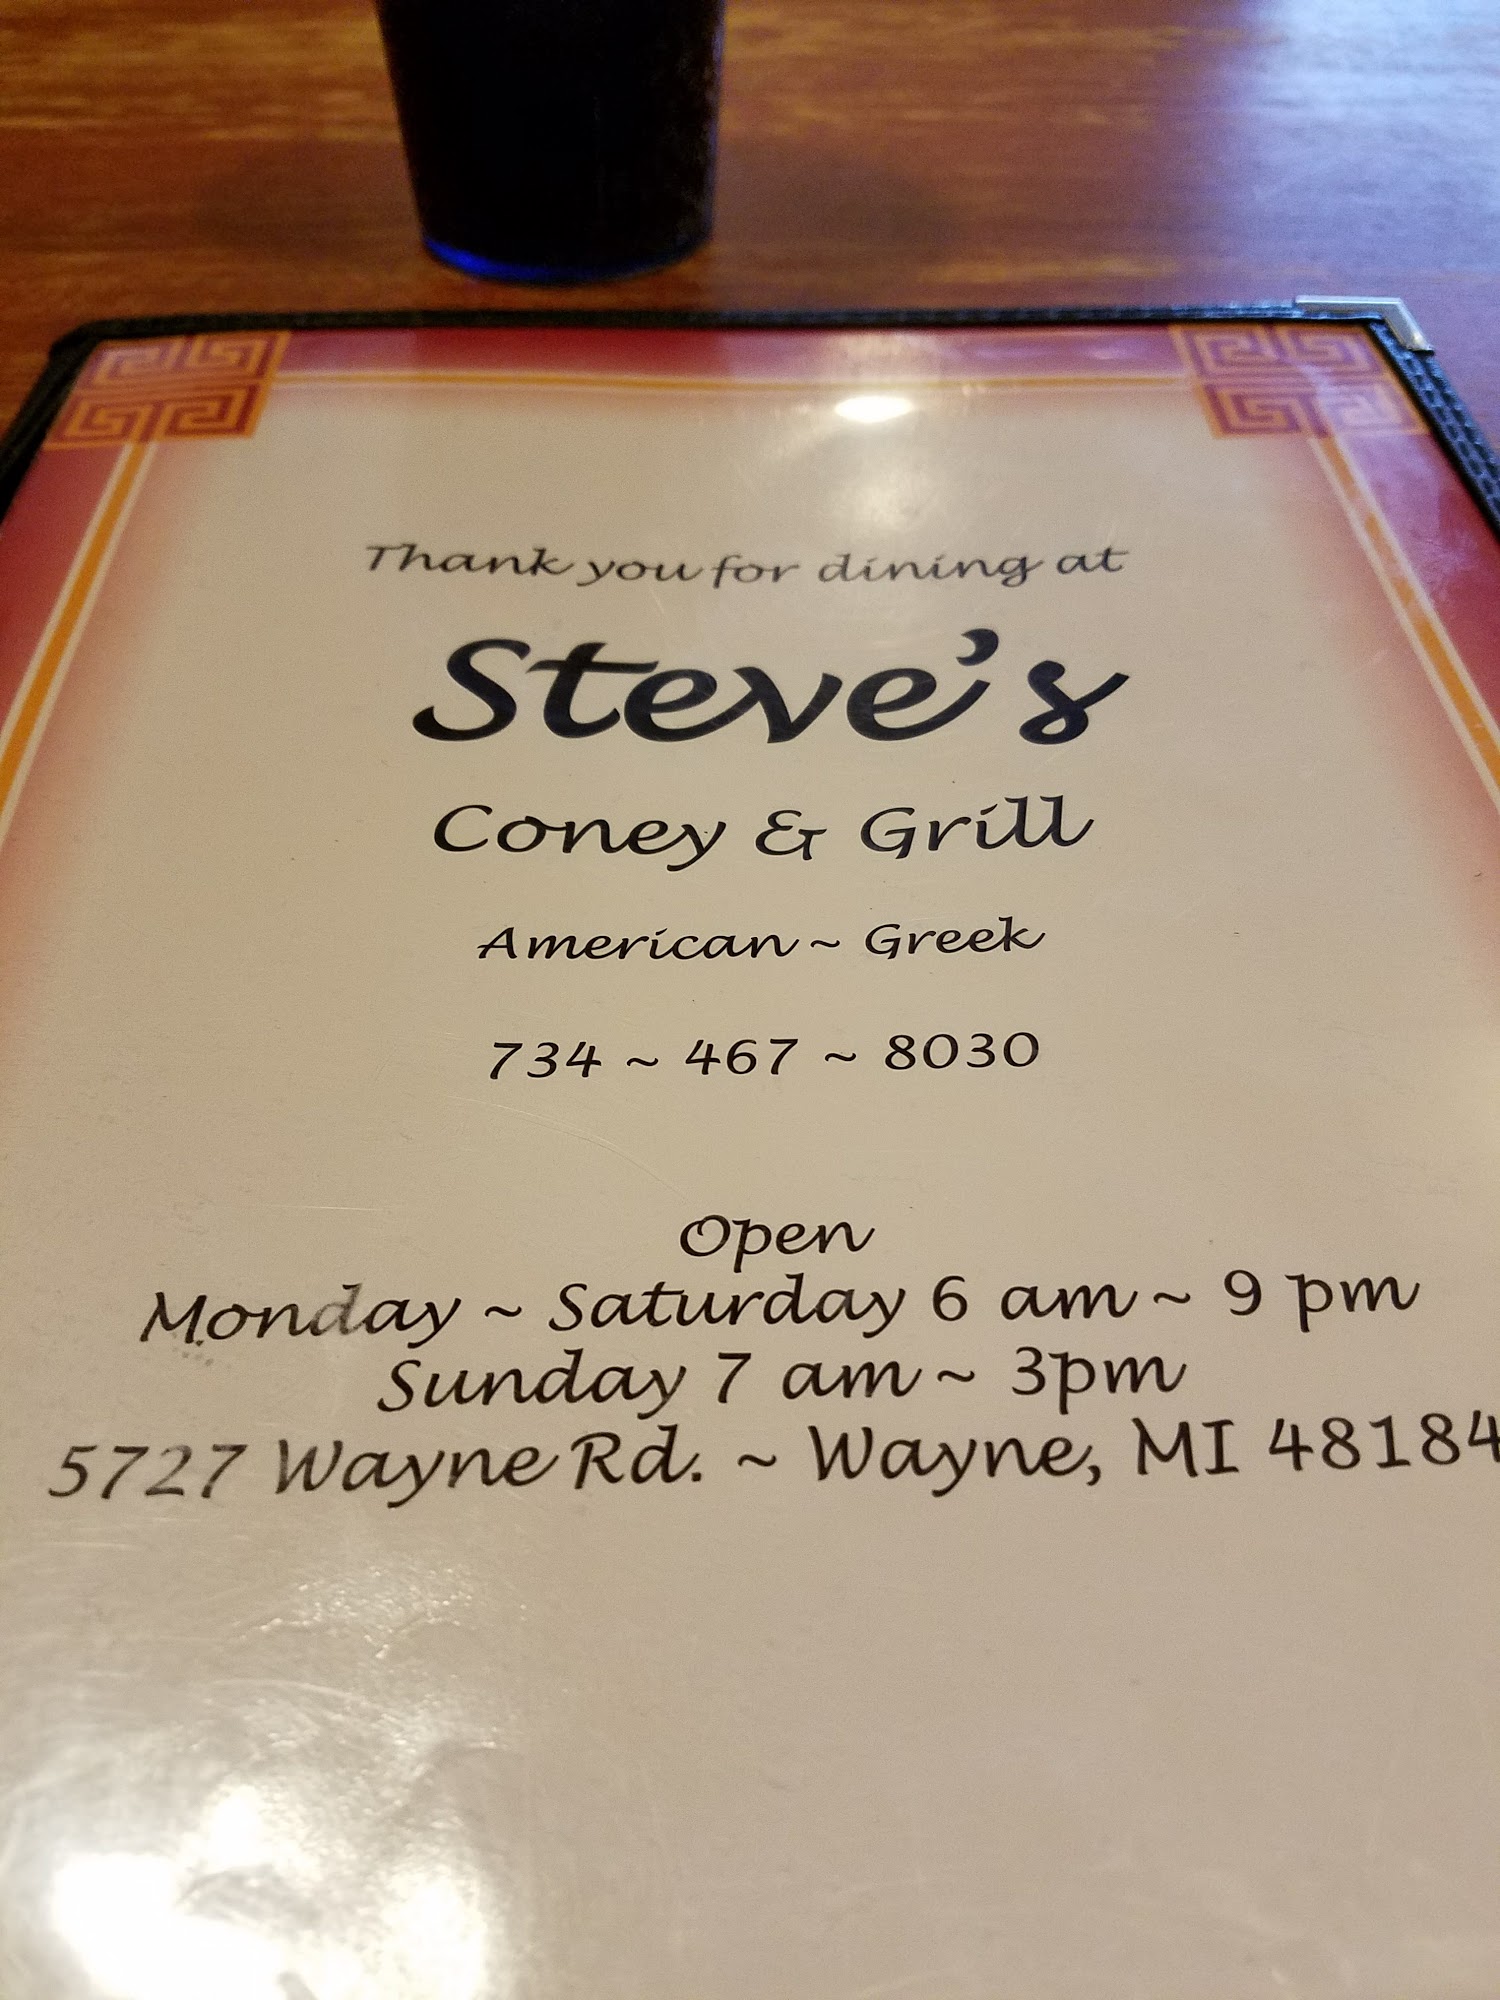 Thank you for dining at
Steve's
Coney & Grill
American ~ Greek
734 ~ 467 ~ 8030
Open
Monday ~ Saturday 6 am ~ 9 pm
Sunday 7 am ~ 3pm
5727 Wayne Rd. ~ Wayne, MI 48184